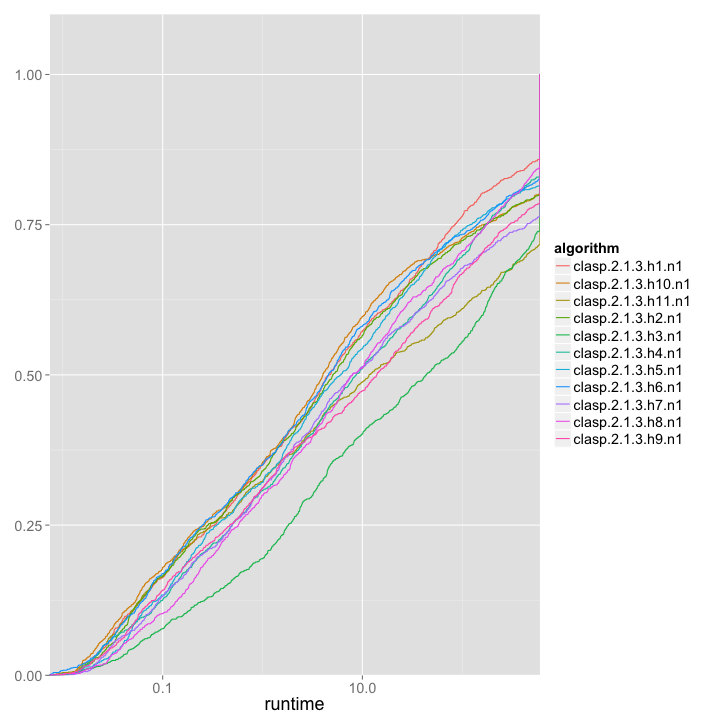 1.00
0.75
0.50
0.25
0.00
0.1
10.0
runtime
algorithm
clasp.2.1.3.h1.n1
clasp.2.1.3.h10.n1
clasp.2.1.3.h11.n1
clasp.2.1.3.h2.n1
clasp.2.1.3.h3.n1
clasp.2.1.3.h4.n1
clasp.2.1.3.h5.n1
clasp.2.1.3.h6.n1
clasp.2.1.3.h7.n1
clasp.2.1.3.h8.n1
clasp.2.1.3.h9.n1